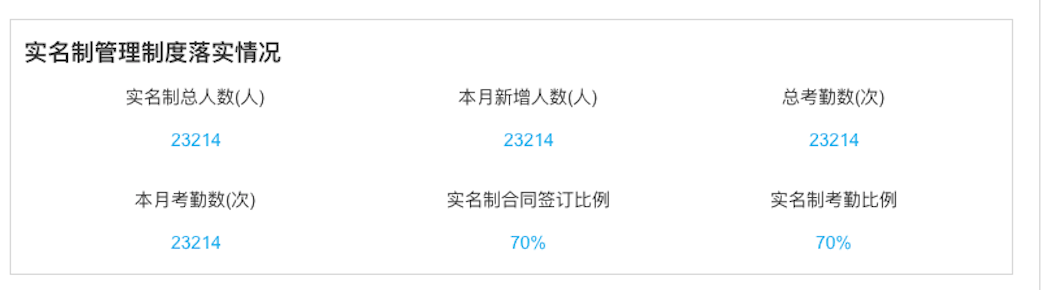 实名制管理制度落实情况
实名制总人数(人) 本月新增人数(人) 总考勤数(次)
23214 23214 23214
本月考勤数(次) 实名制合同签订比例 实名制考勤比例
23214 70% 70%